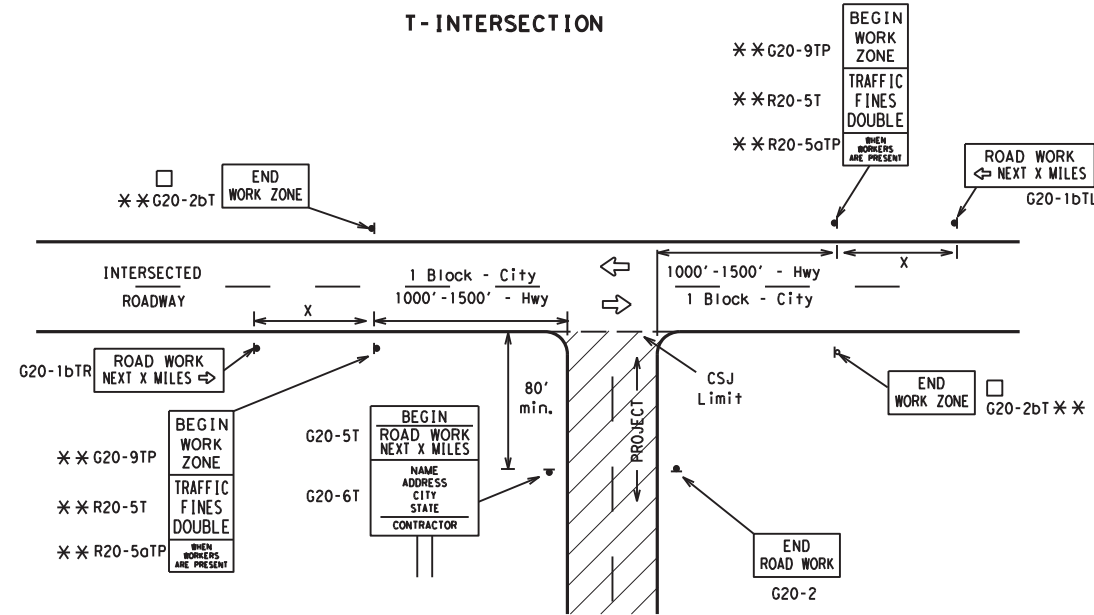 T-INTERSECTION
BEGIN
WORK
ZONE
TRAFFIC
FINES
DOUBLE
WHEN
WORKERS
ARE PRESENT
✱✱G20-9TP
✱✱R20-5T
✱✱R20-5aTP
ROAD WORK
⇦ NEXT X MILES
G20-1bTL
□
✱✱G20-2bT
END
WORK ZONE
INTERSECTED
ROADWAY
1 Block - City
1000'-1500' - Hwy
X
⇦
⇨
1000'-1500' - Hwy
1 Block - City
X
G20-1bTR
ROAD WORK
NEXT X MILES ⇨
80'
min.
CSJ
Limit
PROJECT
END
WORK ZONE
□
G20-2bT ✱✱
✱✱G20-9TP
✱✱R20-5T
✱✱R20-5aTP
BEGIN
WORK
ZONE
TRAFFIC
FINES
DOUBLE
WHEN
WORKERS
ARE PRESENT
G20-5T
G20-6T
BEGIN
ROAD WORK
NEXT X MILES
NAME
ADDRESS
CITY
STATE
CONTRACTOR
END
ROAD WORK
G20-2